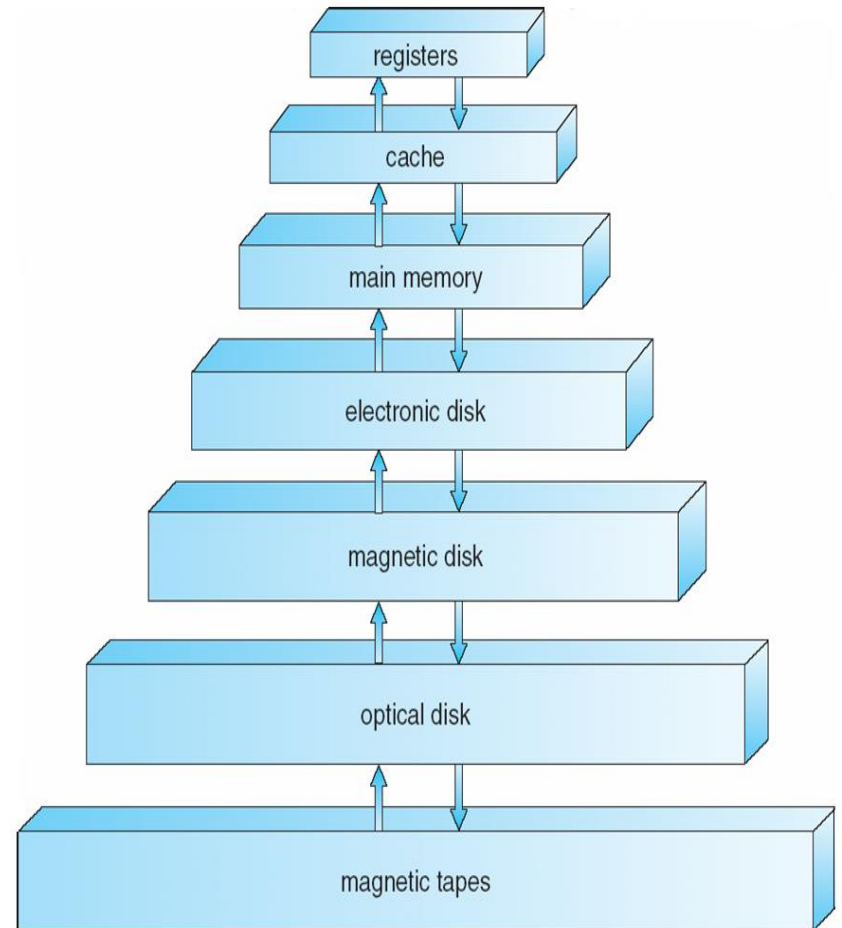 registers
cache
main memory
electronic disk
magnetic disk
optical disk
magnetic tapes